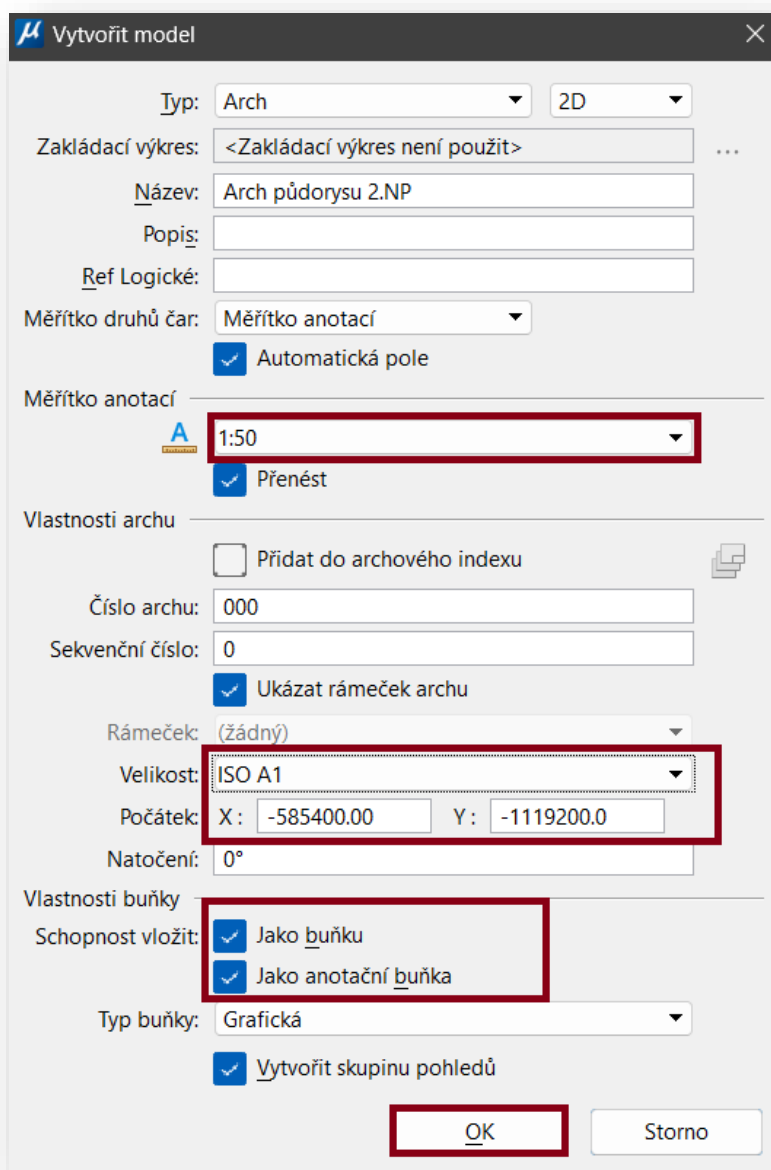 Vytvořit model
Typ: Arch 2D
Zakládací výkres: <Zakládací výkres není použit> ...
Název: Arch půdorysu 2.NP
Popis:
Ref Logické:
Měřítko druhů čar: Měřítko anotací
Automatická pole
Měřítko anotací
A 1:50
Přenést
Vlastnosti archu
Přidat do archového indexu
Číslo archu: 000
Sekvenční číslo: 0
Ukázat rámeček archu
Rámeček: (žádný)
Velikost: ISO A1
Počátek: X : -585400.00 Y : -1119200.0
Natočení: 0°
Vlastnosti buňky
Schopnost vložit: Jako buňku
Jako anotační buňka
Typ buňky: Grafická
Vytvořit skupinu pohledů
OK Storno